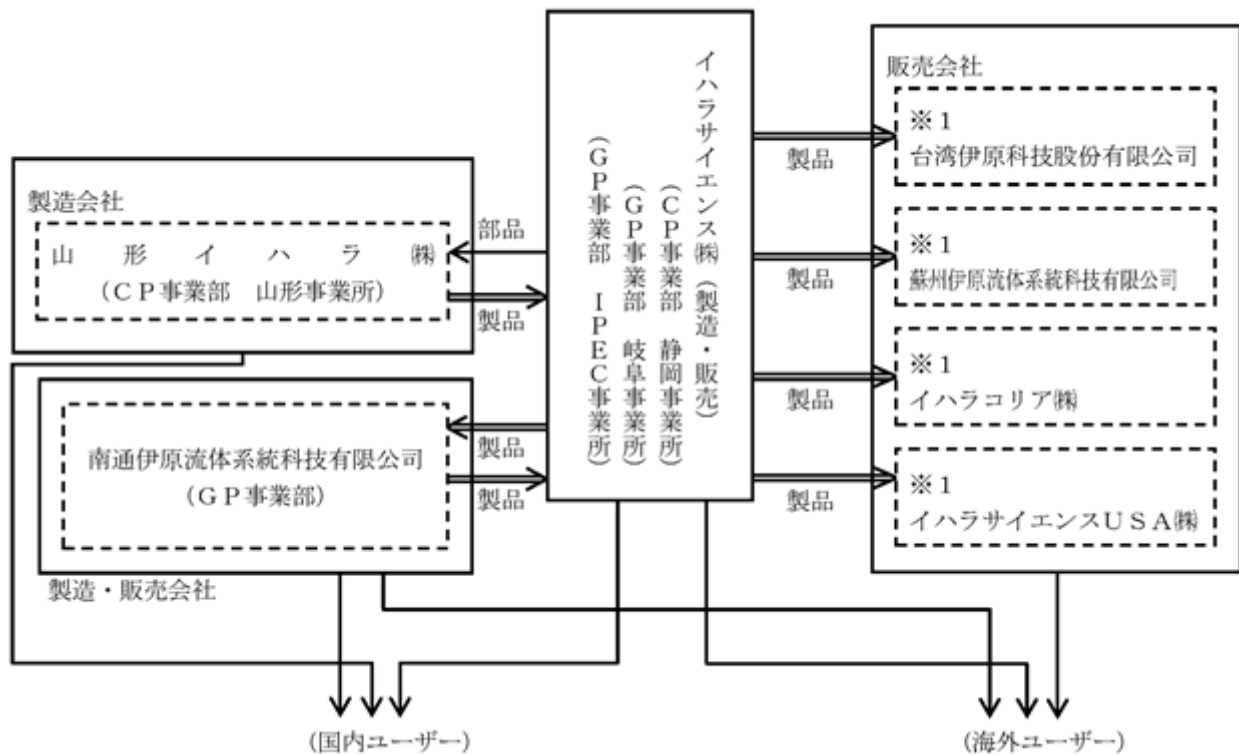 製造会社
山形イハラ㈱
（ＣＰ事業部　山形事業所）
部品
製品
南通伊原流体系統科技有限公司
（ＧＰ事業部）
製品
製品
製造・販売会社
イハラサイエンス㈱（製造・販売）
（ＣＰ事業部　静岡事業所）
（ＧＰ事業部　岐阜事業所）
（ＧＰ事業部　ＩＰＥＣ事業所）
製品
製品
製品
製品
販売会社
※１
台湾伊原科技股份有限公司
※１
蘇州伊原流体系統科技有限公司
※１
イハラコリア㈱
※１
イハラサイエンスＵＳＡ㈱
（国内ユーザー）
（海外ユーザー）